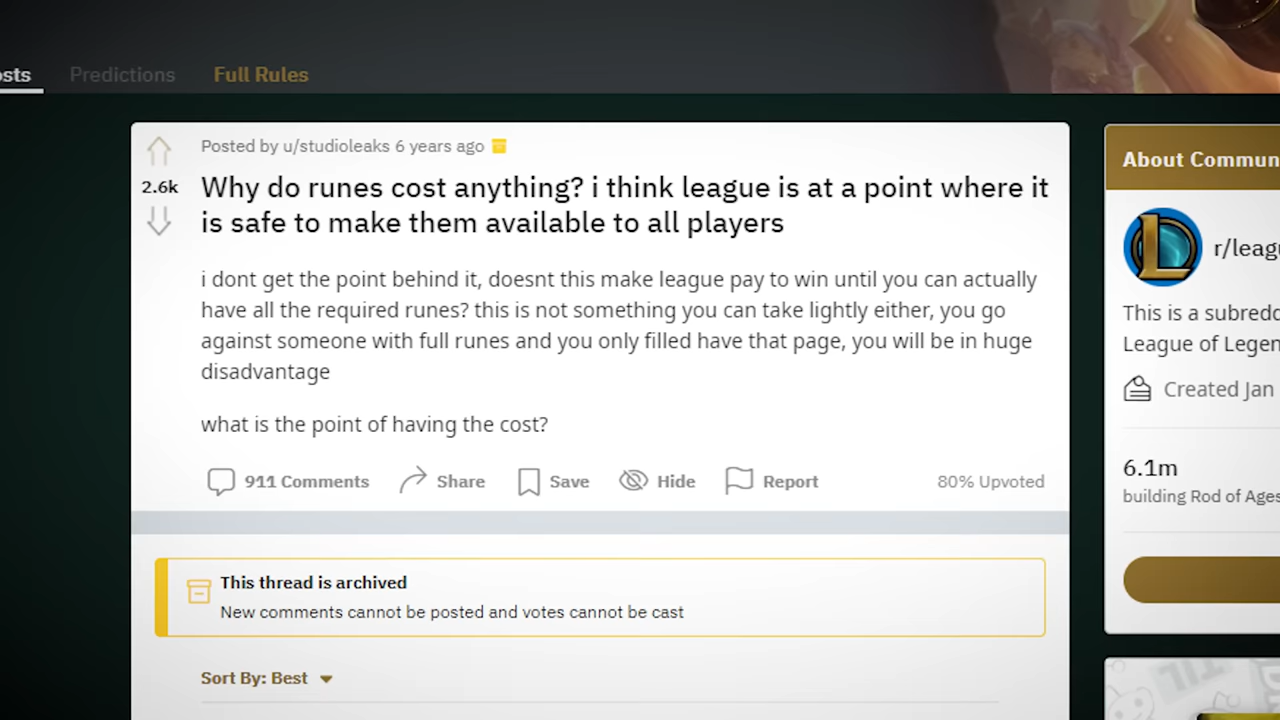 osts Predictions Full Rules
Posted by u/studioleaks 6 years ago
2.6k
Why do runes cost anything? i think league is at a point where it
is safe to make them available to all players
i dont get the point behind it, doesnt this make league pay to win until you can actually
have all the required runes? this is not something you can take lightly either, you go
against someone with full runes and you only filled have that page, you will be in huge
disadvantage
what is the point of having the cost?
911 Comments Share Save Hide Report 80% Upvoted
This thread is archived
New comments cannot be posted and votes cannot be cast
Sort By: Best
About Commun
r/leagu
This is a subredd
League of Legen
Created Jan
6.1m
building Rod of Ages